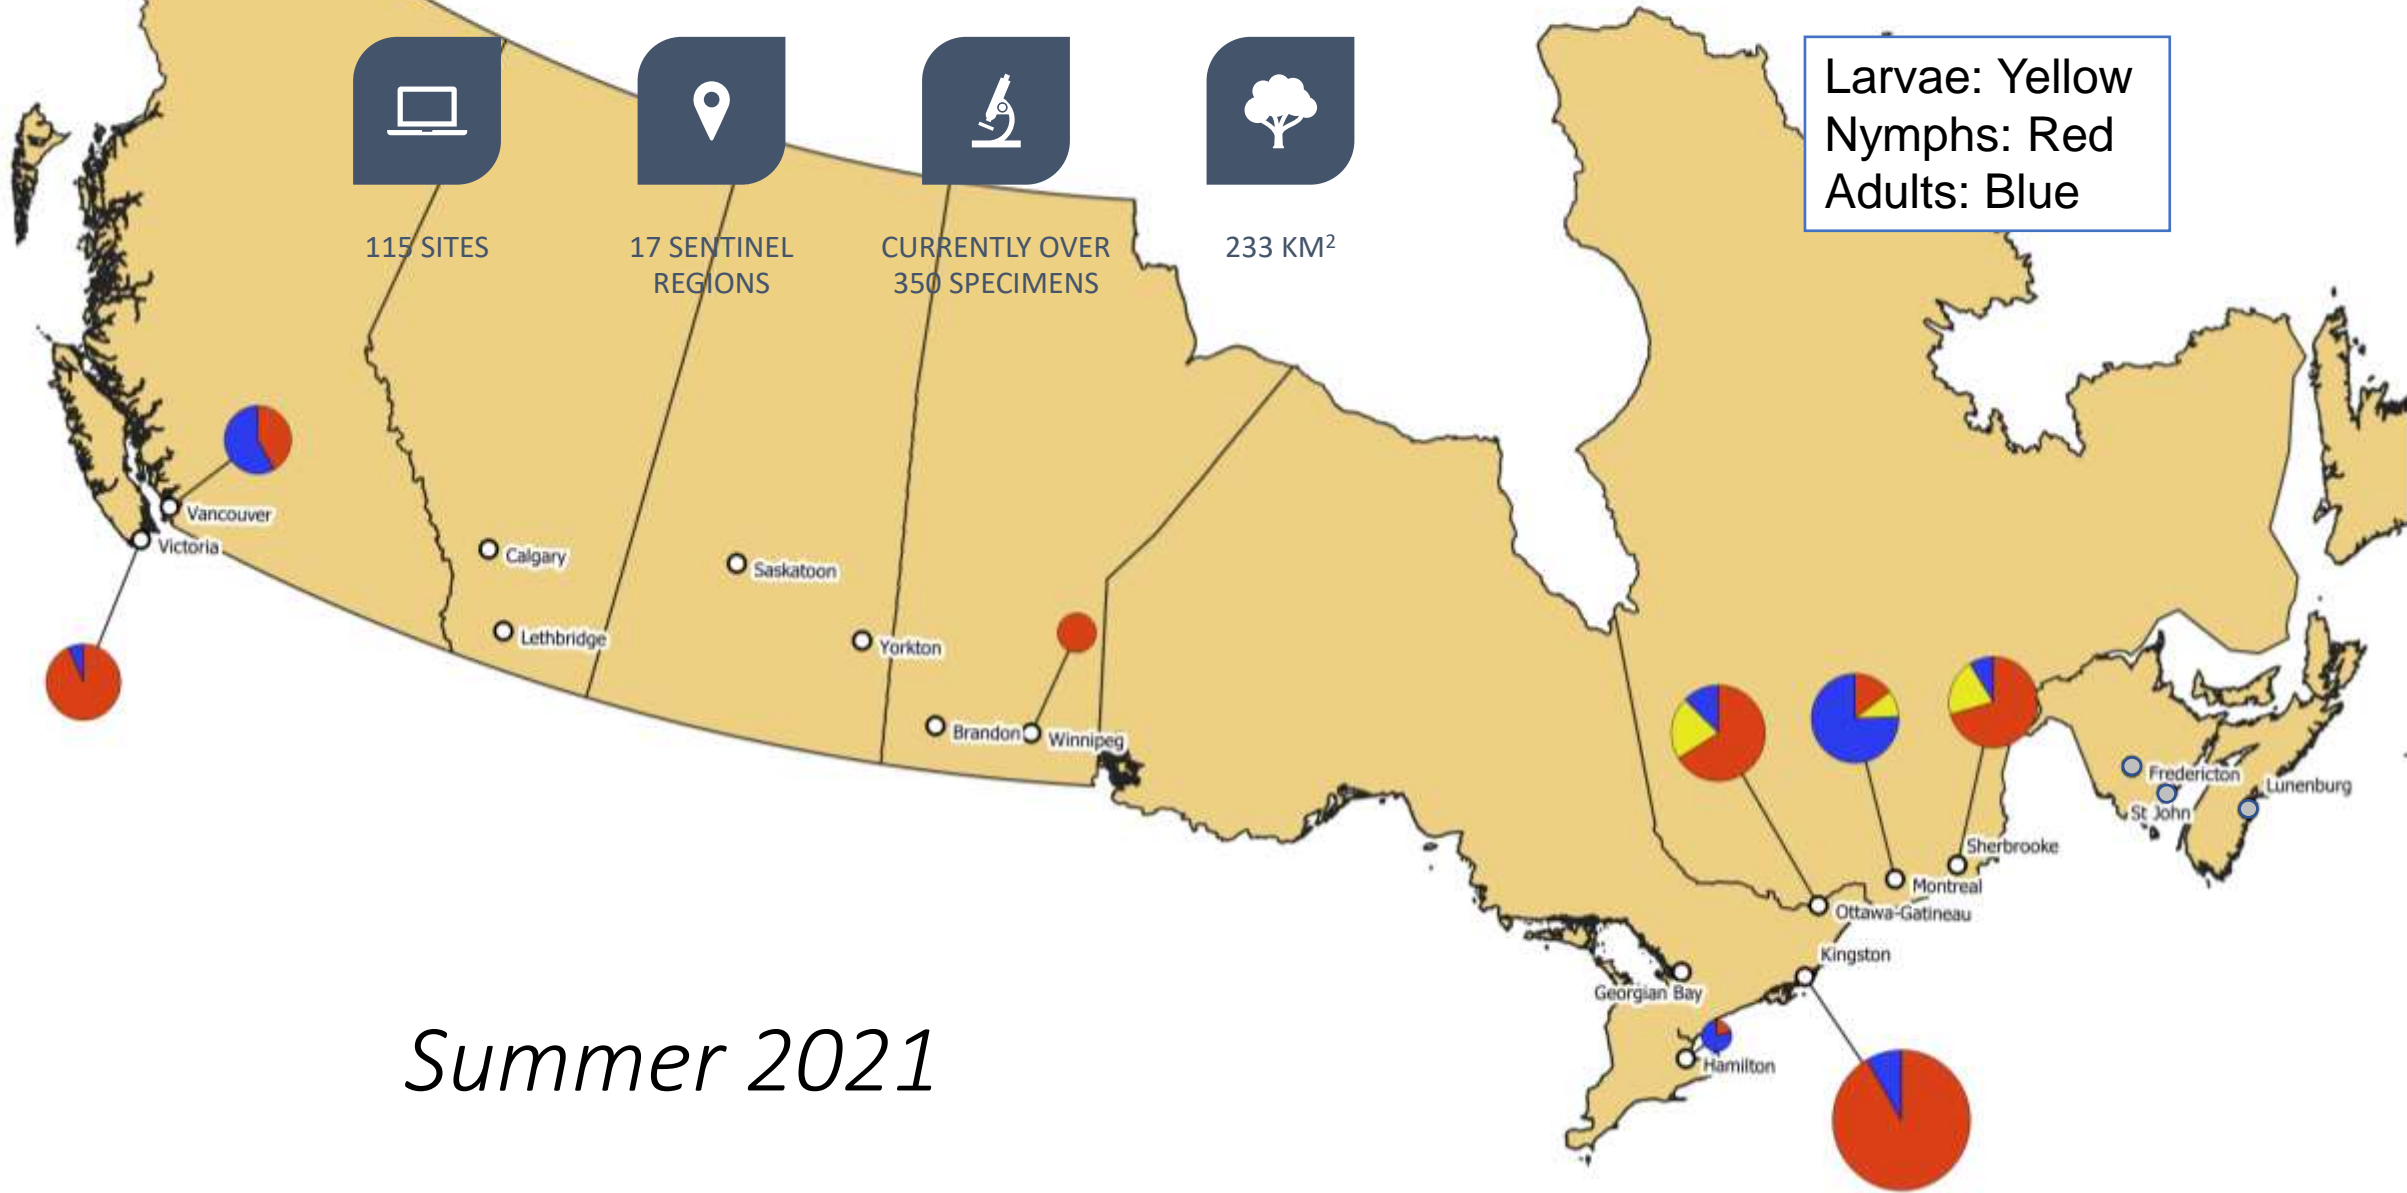 Larvae: Yellow
Nymphs: Red
Adults: Blue
115 SITES
17 SENTINEL
REGIONS
CURRENTLY OVER
350 SPECIMENS
233 KM²
Vancouver
Victoria
Calgary
Lethbridge
Saskatoon
Yorkton
Brandon
Winnipeg
Fredericton
St John
Lunenburg
Sherbrooke
Montreal
Ottawa-Gatineau
Kingston
Georgian Bay
Hamilton
Summer 2021